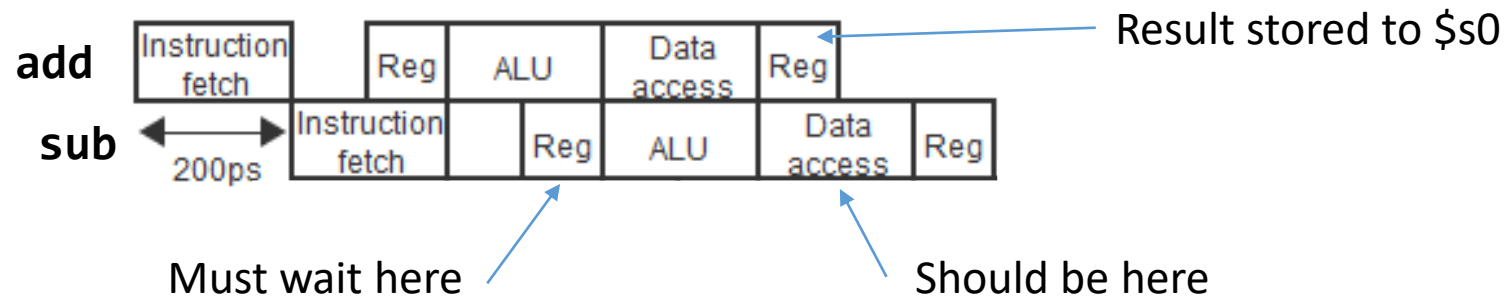 Result stored to $s0
add
Instruction
fetch
Reg
ALU
Data
access
Reg
sub
200ps
Instruction
fetch
Reg
ALU
Data
access
Reg
Must wait here
Should be here